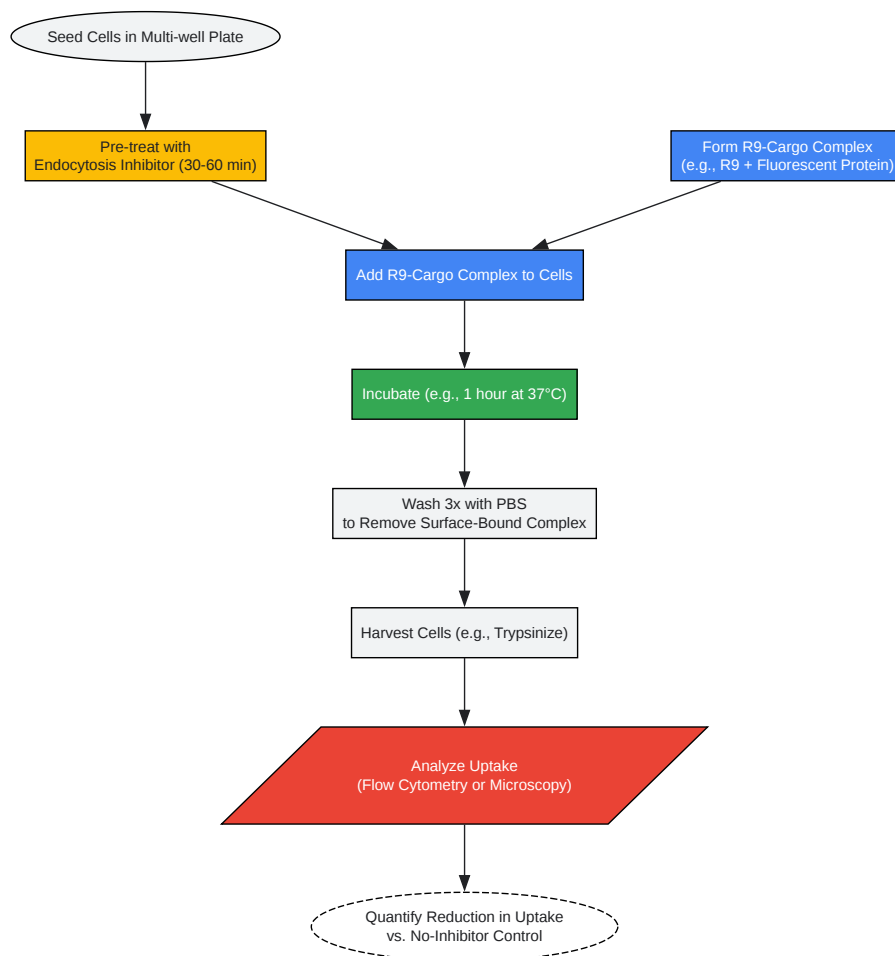 Seed Cells in Multi-well Plate
Pre-treat with
Endocytosis Inhibitor (30-60 min)
Form R9-Cargo Complex
(e.g., R9 + Fluorescent Protein)
Add R9-Cargo Complex to Cells
Incubate (e.g., 1 hour at 37°C)
Wash 3x with PBS
to Remove Surface-Bound Complex
Harvest Cells (e.g., Trypsinize)
Analyze Uptake
(Flow Cytometry or Microscopy)
Quantify Reduction in Uptake
vs. No-Inhibitor Control